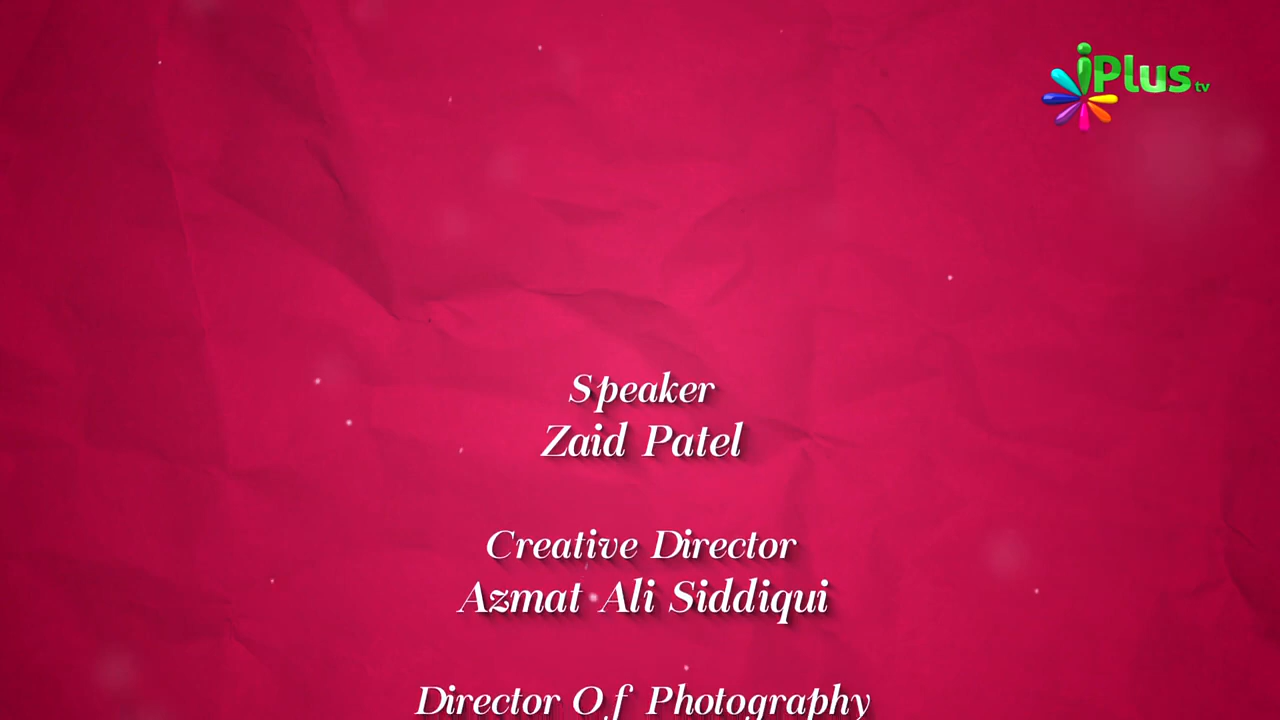 iPlus tv
Speaker
Zaid Patel
Creative Director
Azmat Ali Siddiqui
Director Of Photography